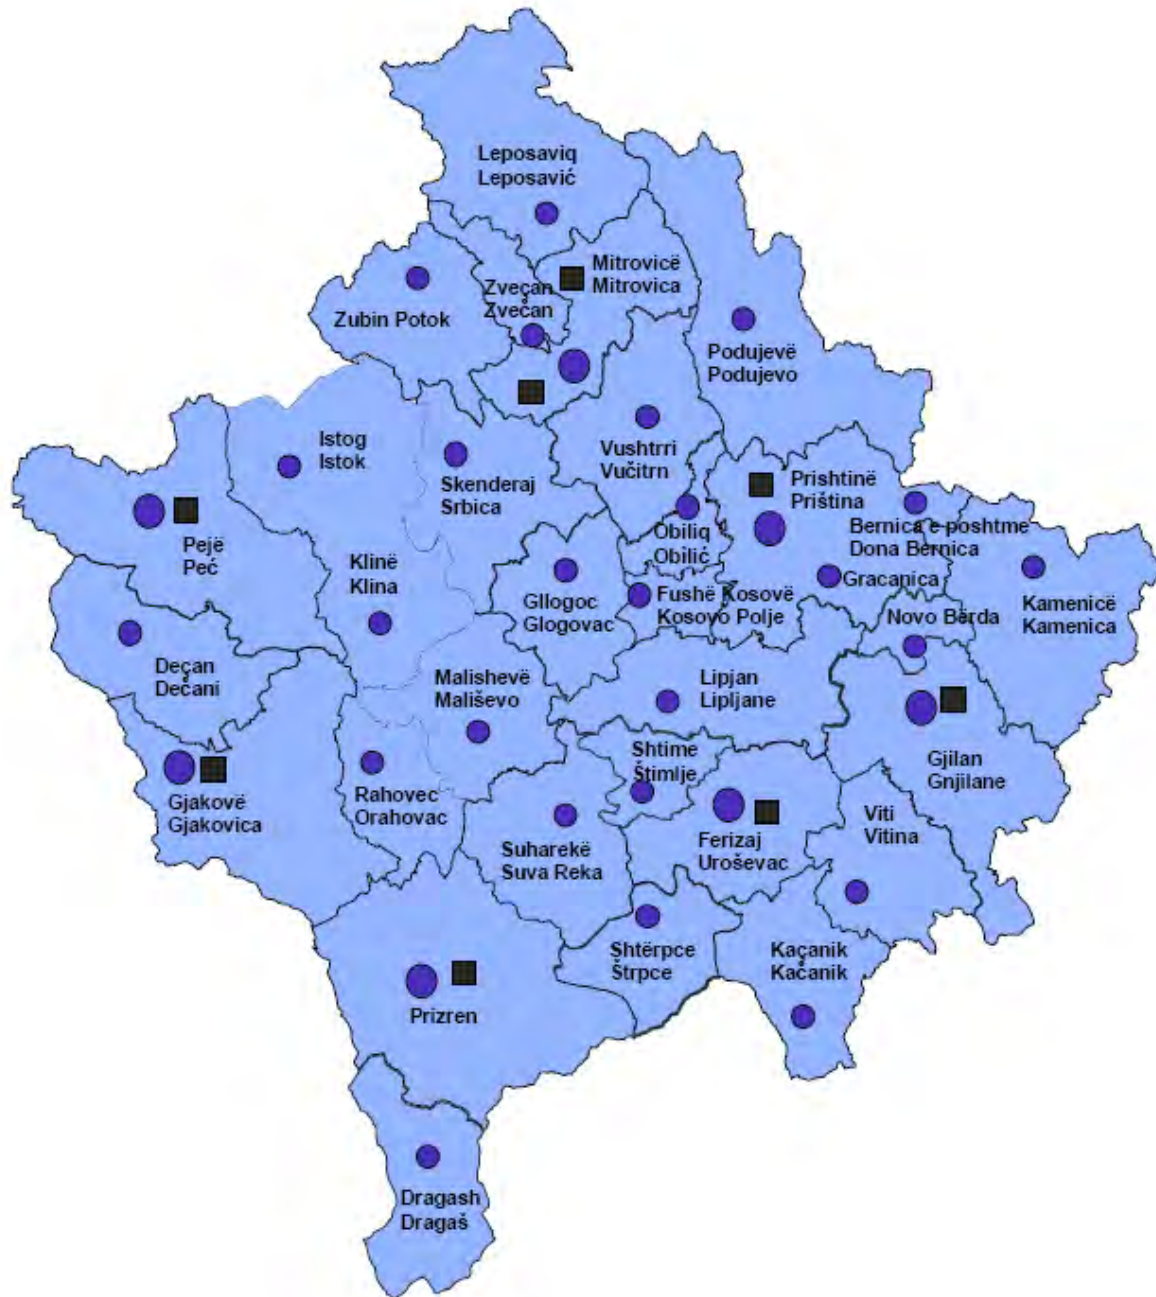 Leposaviq
Leposavić
Mitrovicë
Mitrovica
Zveçan
Zvečan
Zubin Potok
Podujevë
Podujevo
Istog
Istok
Skenderaj
Srbica
Vushtrri
Vučitrn
Prishtinë
Priština
Obiliq
Obilić
Bernica e poshtme
Dona Bernica
Pejë
Peć
Klinë
Klina
Gllogoc
Glogovac
Fushë Kosovë
Kosovo Polje
Gracanica
Novo Bërda
Kamenicë
Kamenica
Deçan
Dečani
Malishevë
Mališevo
Lipjan
Lipljane
Shtime
Štimlje
Gjilan
Gnjilane
Gjakovë
Gjakovica
Rahovec
Orahovac
Suharekë
Suva Reka
Ferizaj
Uroševac
Viti
Vitina
Shtërpce
Štrpce
Kaçanik
Kačanik
Prizren
Dragash
Dragaš